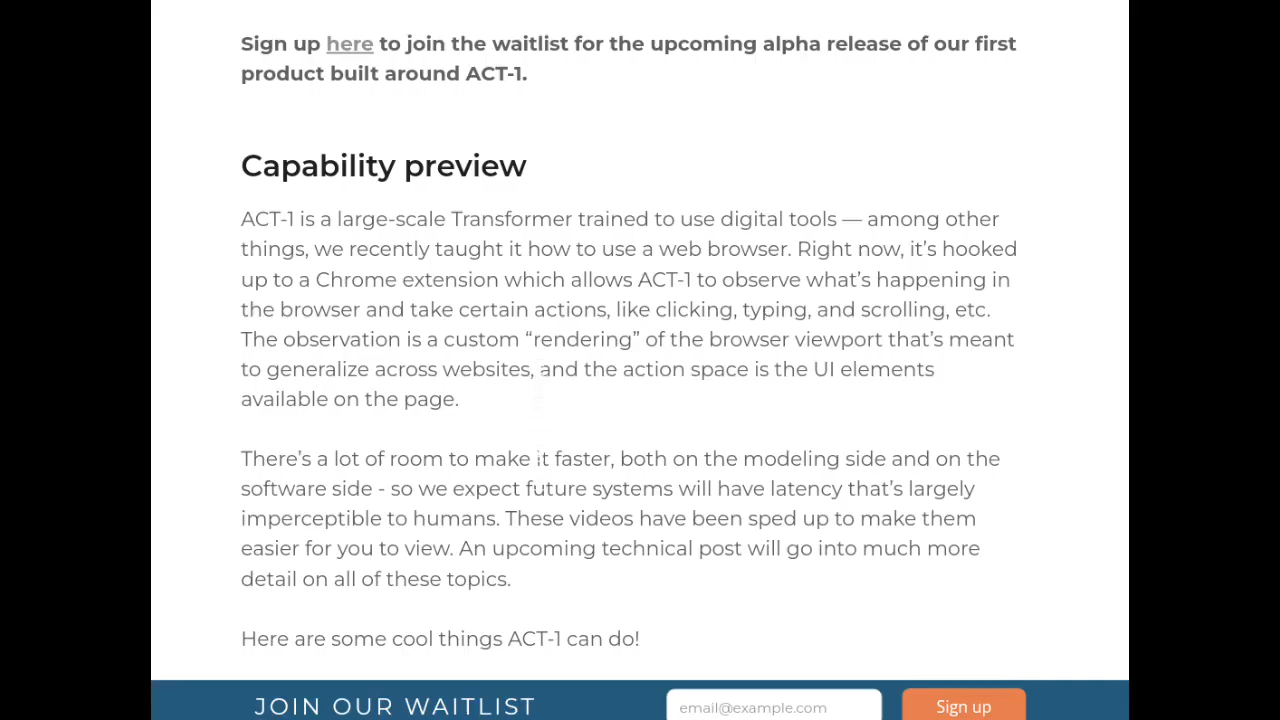 Sign up here to join the waitlist for the upcoming alpha release of our first
product built around ACT-1.
Capability preview
ACT-1 is a large-scale Transformer trained to use digital tools — among other
things, we recently taught it how to use a web browser. Right now, it’s hooked
up to a Chrome extension which allows ACT-1 to observe what’s happening in
the browser and take certain actions, like clicking, typing, and scrolling, etc.
The observation is a custom “rendering” of the browser viewport that’s meant
to generalize across websites, and the action space is the UI elements
available on the page.
There’s a lot of room to make it faster, both on the modeling side and on the
software side - so we expect future systems will have latency that’s largely
imperceptible to humans. These videos have been sped up to make them
easier for you to view. An upcoming technical post will go into much more
detail on all of these topics.
Here are some cool things ACT-1 can do!
JOIN OUR WAITLIST
email@example.com
Sign up